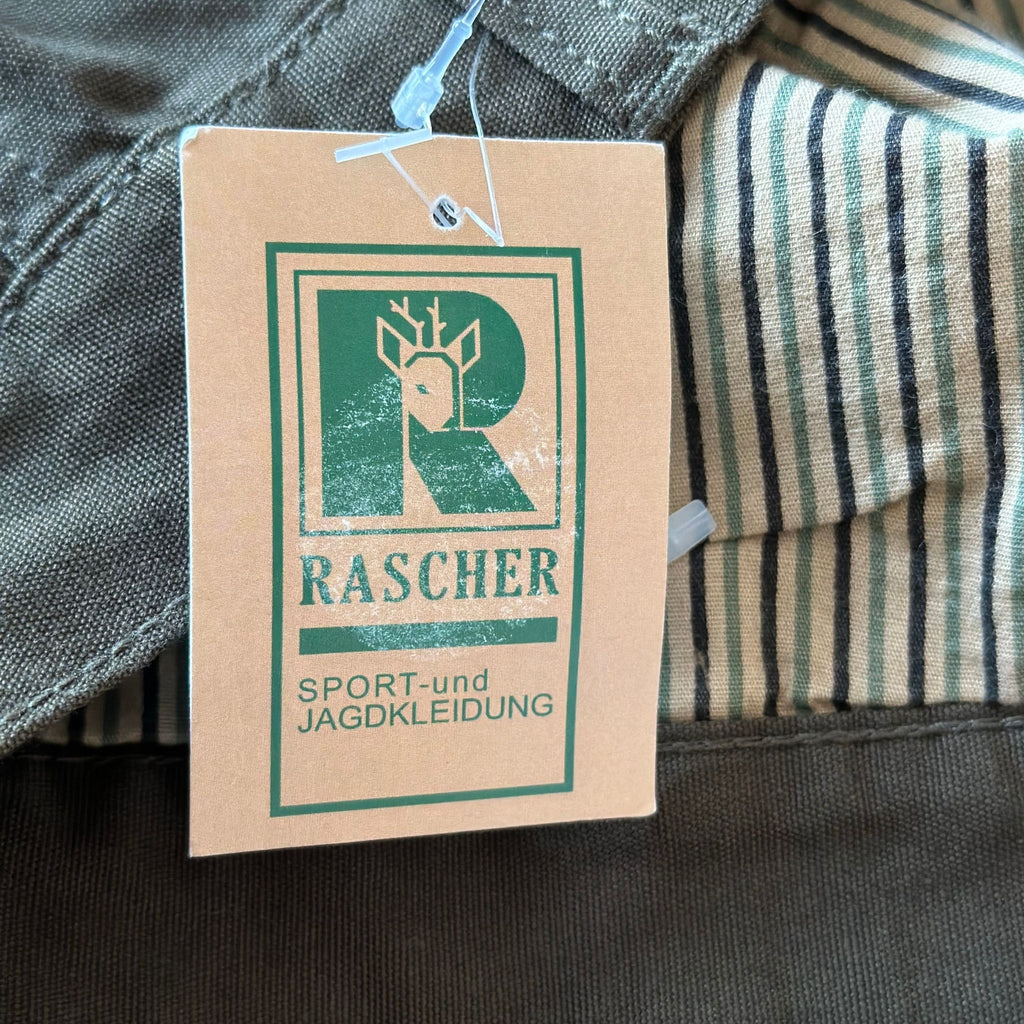 R
RASCHER
SPORT-und
JAGDKLEIDUNG